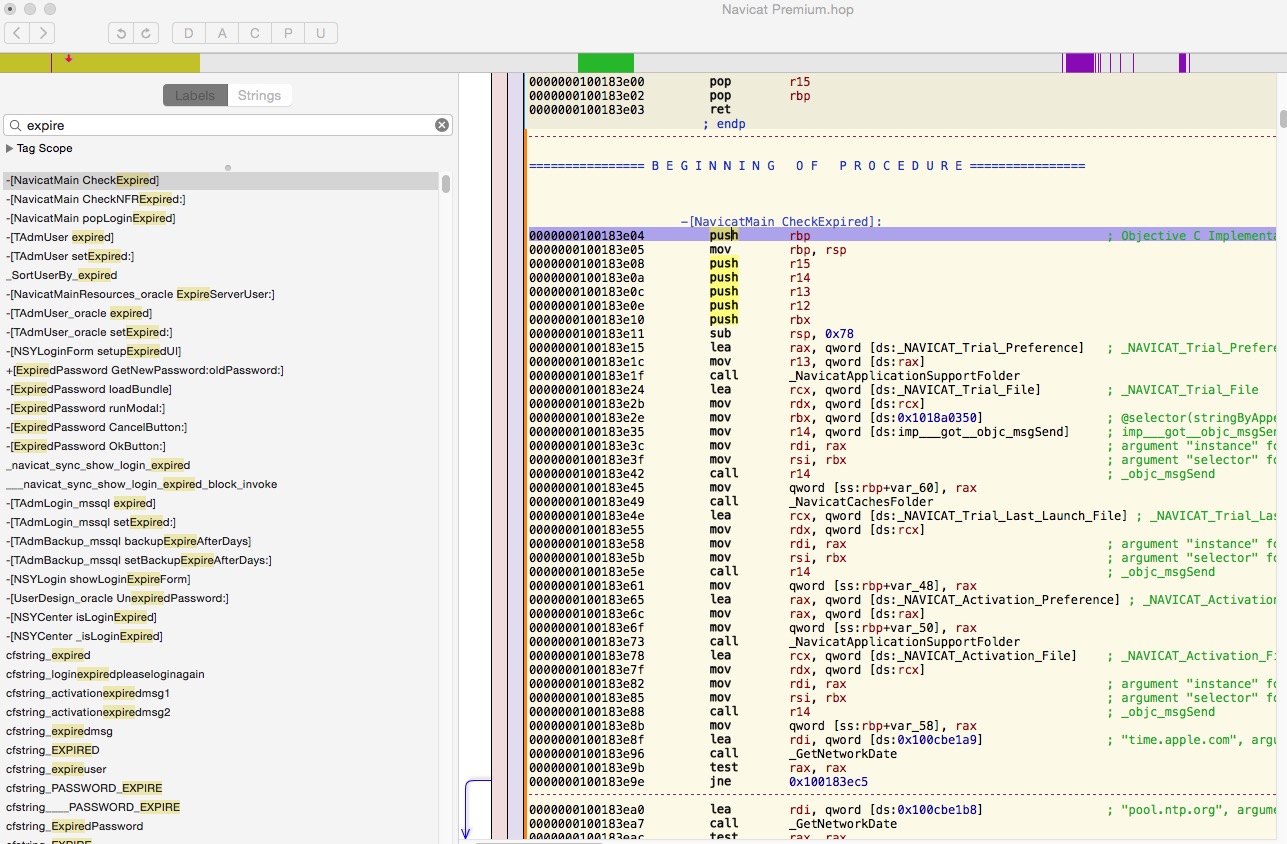 Navicat Premium.hop
D A C P U
Labels Strings
expire
Tag Scope
-[NavicatMain CheckExpired]
-[NavicatMain CheckNFRExpired:]
-[NavicatMain popLoginExpired]
-[TAdmUser expired]
-[TAdmUser setExpired:]
_SortUserBy_expired
-[NavicatMainResources_oracle ExpireServerUser:]
-[TAdmUser_oracle expired]
-[TAdmUser_oracle setExpired:]
-[NSYLoginForm setupExpiredUI]
+[ExpiredPassword GetNewPassword:oldPassword:]
-[ExpiredPassword loadBundle]
-[ExpiredPassword runModal:]
-[ExpiredPassword CancelButton:]
-[ExpiredPassword OkButton:]
_navicat_sync_show_login_expired
___navicat_sync_show_login_expired_block_invoke
-[TAdmLogin_mssql expired]
-[TAdmLogin_mssql setExpired:]
-[TAdmBackup_mssql backupExpireAfterDays]
-[TAdmBackup_mssql setBackupExpireAfterDays:]
-[NSYLogin showLoginExpireForm]
-[UserDesign_oracle UnexpiredPassword:]
-[NSYCenter isLoginExpired]
-[NSYCenter _isLoginExpired]
cfstring_expired
cfstring_loginexpiredpleaseloginagain
cfstring_activationexpiredmsg1
cfstring_activationexpiredmsg2
cfstring_expiredmsg
cfstring_EXPIRED
cfstring_expireuser
cfstring_PASSWORD_EXPIRE
cfstring____PASSWORD_EXPIRE
cfstring_ExpiredPassword
0000000100183e00 pop r15
0000000100183e02 pop rbp
0000000100183e03 ret
; endp
================ B E G I N N I N G   O F   P R O C E D U R E ================
-[NavicatMain CheckExpired]:
0000000100183e04 push rbp ; Objective C Implementa
0000000100183e05 mov rbp, rsp
0000000100183e08 push r15
0000000100183e0a push r14
0000000100183e0c push r13
0000000100183e0e push r12
0000000100183e10 push rbx
0000000100183e11 sub rsp, 0x78
0000000100183e15 lea rax, qword [ds:_NAVICAT_Trial_Preference] ; _NAVICAT_Trial_Prefere
0000000100183e1c mov r13, qword [ds:rax]
0000000100183e1f call _NavicatApplicationSupportFolder
0000000100183e24 lea rcx, qword [ds:_NAVICAT_Trial_File] ; _NAVICAT_Trial_File
0000000100183e2b mov rdx, qword [ds:rcx]
0000000100183e2e mov rbx, qword [ds:0x1018a0350] ; @selector(stringByAppe
0000000100183e35 mov r14, qword [ds:imp___got__objc_msgSend] ; imp___got__objc_msgSe
0000000100183e3c mov rdi, rax ; argument "instance" fo
0000000100183e3f mov rsi, rbx ; argument "selector" fo
0000000100183e42 call r14 ; _objc_msgSend
0000000100183e45 mov qword [ss:rbp+var_60], rax
0000000100183e49 call _NavicatCachesFolder
0000000100183e4e lea rcx, qword [ds:_NAVICAT_Trial_Last_Launch_File] ; _NAVICAT_Trial_Las
0000000100183e55 mov rdx, qword [ds:rcx]
0000000100183e58 mov rdi, rax ; argument "instance" fo
0000000100183e5b mov rsi, rbx ; argument "selector" fo
0000000100183e5e call r14 ; _objc_msgSend
0000000100183e61 mov qword [ss:rbp+var_48], rax
0000000100183e65 lea rax, qword [ds:_NAVICAT_Activation_Preference] ; _NAVICAT_Activation
0000000100183e6c mov rax, qword [ds:rax]
0000000100183e6f mov qword [ss:rbp+var_50], rax
0000000100183e73 call _NavicatApplicationSupportFolder
0000000100183e78 lea rcx, qword [ds:_NAVICAT_Activation_File] ; _NAVICAT_Activation_Fi
0000000100183e7f mov rdx, qword [ds:rcx]
0000000100183e82 mov rdi, rax ; argument "instance" fo
0000000100183e85 mov rsi, rbx ; argument "selector" fo
0000000100183e88 call r14 ; _objc_msgSend
0000000100183e8b mov qword [ss:rbp+var_58], rax
0000000100183e8f lea rdi, qword [ds:0x100cbe1a9] ; "time.apple.com", argu
0000000100183e96 call _GetNetworkDate
0000000100183e9b test rax, rax
0000000100183e9e jne 0x100183ec5
0000000100183ea0 lea rdi, qword [ds:0x100cbe1b8] ; "pool.ntp.org", argume
0000000100183ea7 call _GetNetworkDate
0000000100183eac test rax, rax